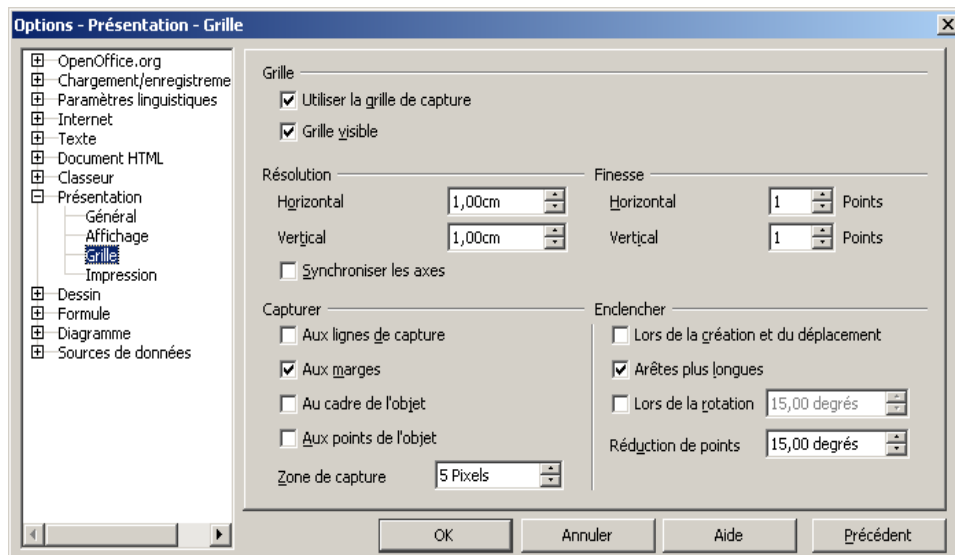 Options - Présentation - Grille
OpenOffice.org
Chargement/enregistreme
Paramètres linguistiques
Internet
Texte
Document HTML
Classeur
Présentation
Général
Affichage
Grille
Impression
Dessin
Formule
Diagramme
Sources de données
Grille
Utiliser la grille de capture
Grille visible
Résolution
Horizontal 1,00cm
Vertical 1,00cm
Synchroniser les axes
Finesse
Horizontal 1 Points
Vertical 1 Points
Capturer
Aux lignes de capture
Aux marges
Au cadre de l'objet
Aux points de l'objet
Zone de capture 5 Pixels
Enclencher
Lors de la création et du déplacement
Arêtes plus longues
Lors de la rotation 15,00 degrés
Réduction de points 15,00 degrés
OK Annuler Aide Précédent